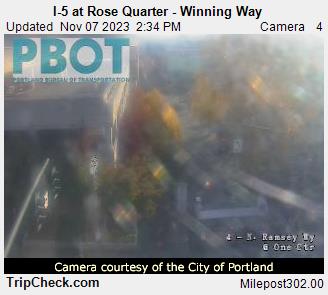 I-5 at Rose Quarter - Winning Way
Updated Nov 07 2023 2:34 PM Camera 4
PBOT
PORTLAND BUREAU OF TRANSPORTATION
4 - N. Ramsey Wy
@ One Ctr
Camera courtesy of the City of Portland
TripCheck.com Milepost302.00